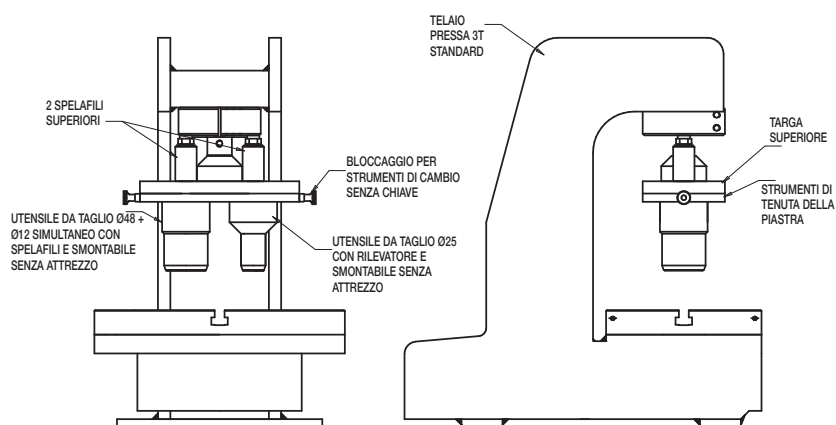 2 SPELAFILI
SUPERIORI
BLOCCAGGIO PER
STRUMENTI DI CAMBIO
SENZA CHIAVE
UTENSILE DA TAGLIO Ø48 +
Ø12 SIMULTANEO CON
SPELAFILI E SMONTABILE
SENZA ATTREZZO
UTENSILE DA TAGLIO Ø25
CON RILEVATORE E
SMONTABILE SENZA
ATTREZZO
TELAIO
PRESSA 3T
STANDARD
TARGA
SUPERIORE
STRUMENTI DI
TENUTA DELLA
PIASTRA